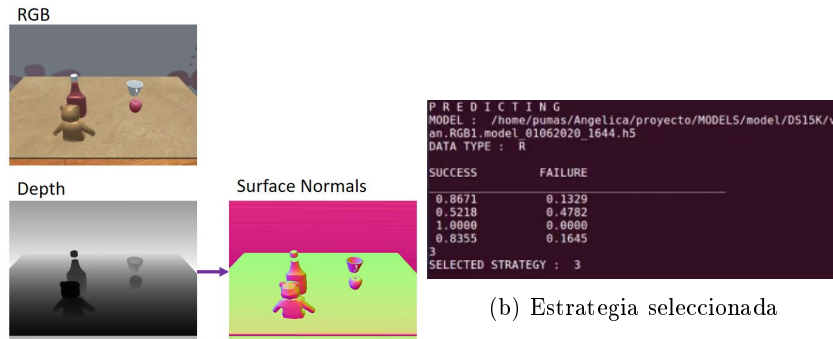 RGB
Depth
Surface Normals
P R E D I C T I N G
MODEL :  /home/pumas/Angelica/proyecto/MODELS/model/DS15K/v
an.RGB1.model_01062020_1644.h5
DATA TYPE :  R
SUCCESS FAILURE
0.8671 0.1329
0.5218 0.4782
1.0000 0.0000
0.8355 0.1645
3
SELECTED STRATEGY :  3
(b) Estrategia seleccionada